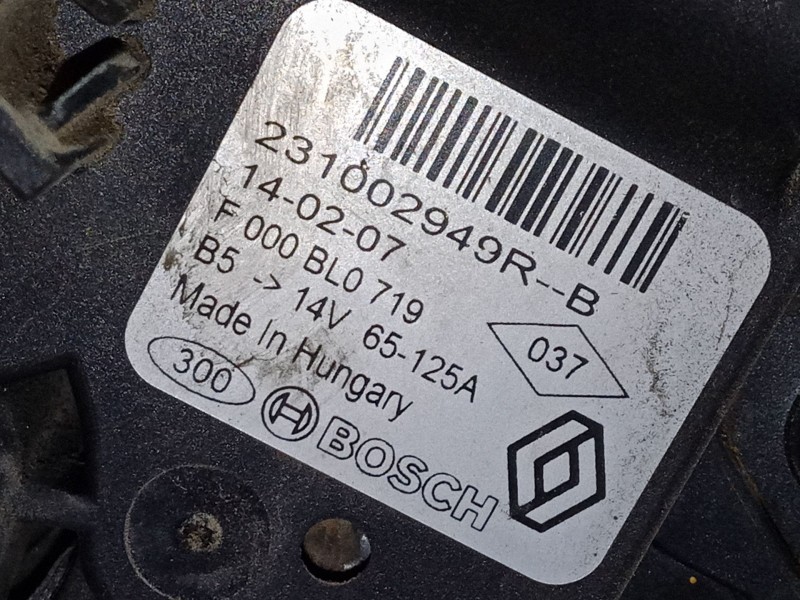 231002949R--B
14-02-07
F 000 BL0 719
B5 -> 14V 65-125A
Made In Hungary
037
300
BOSCH